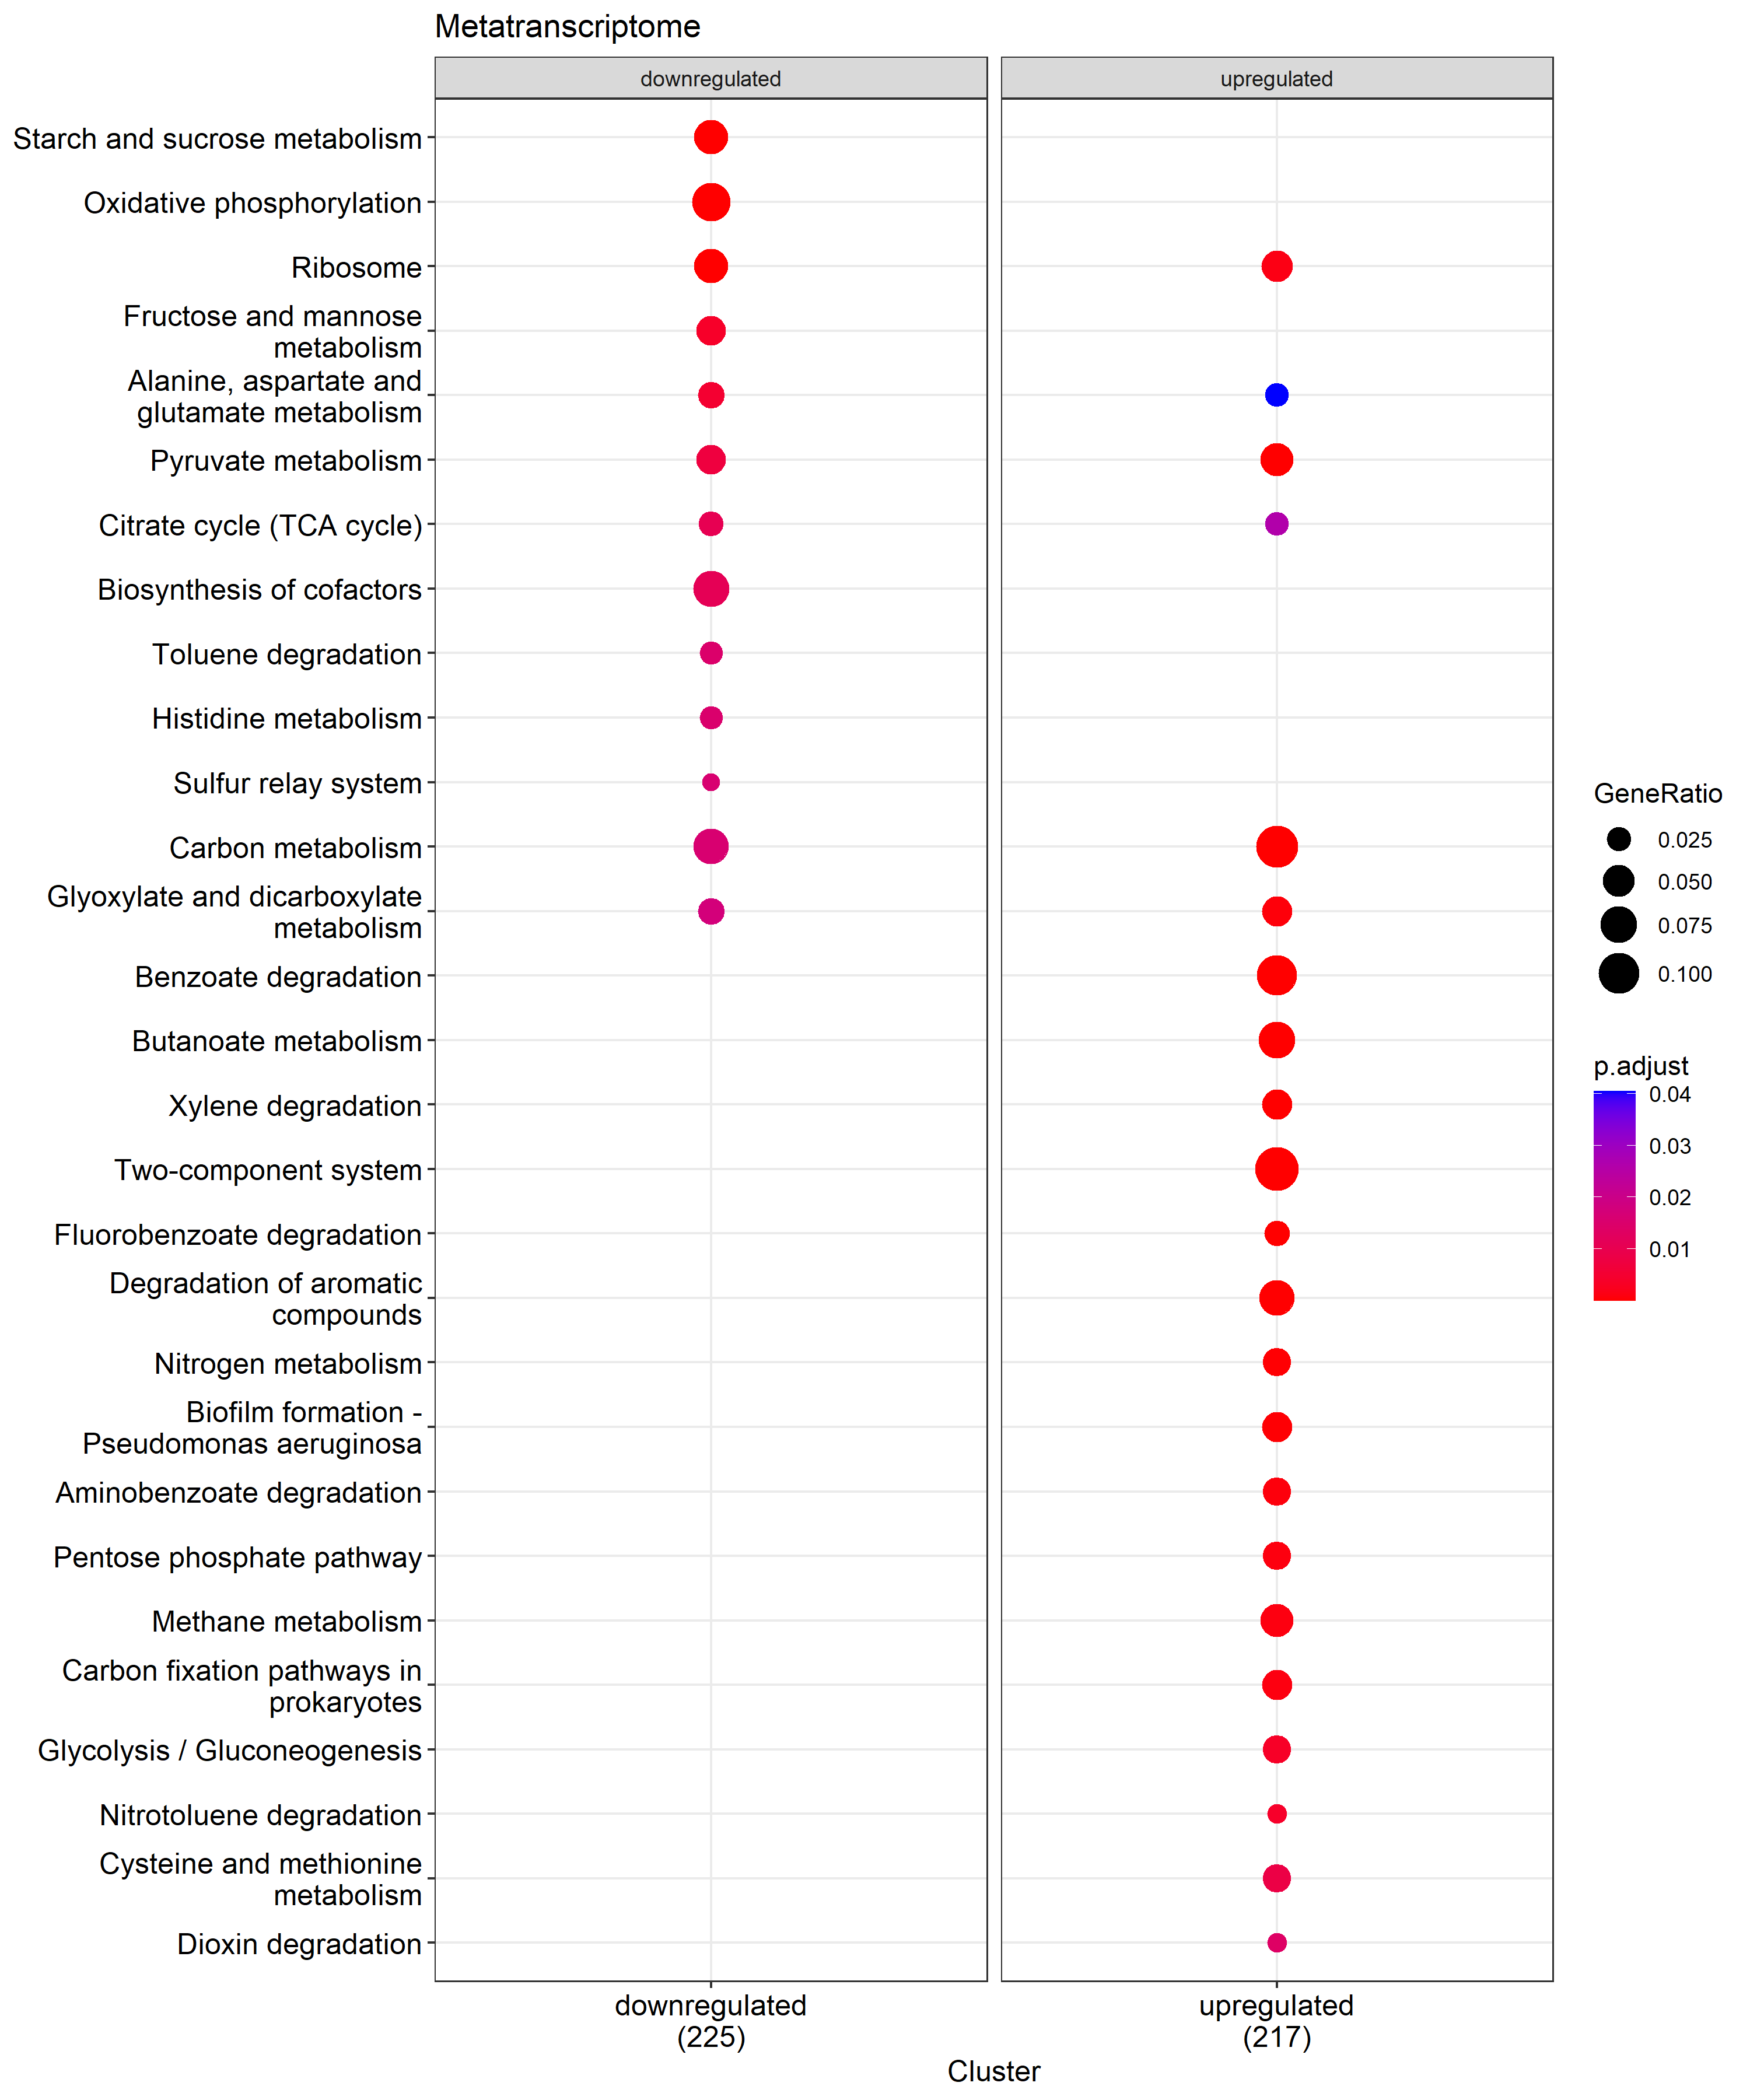 Metatranscriptome
downregulated
upregulated
Starch and sucrose metabolism
Oxidative phosphorylation
Ribosome
Fructose and mannose
metabolism
Alanine, aspartate and
glutamate metabolism
Pyruvate metabolism
Citrate cycle (TCA cycle)
Biosynthesis of cofactors
Toluene degradation
Histidine metabolism
Sulfur relay system
Carbon metabolism
Glyoxylate and dicarboxylate
metabolism
Benzoate degradation
Butanoate metabolism
Xylene degradation
Two-component system
Fluorobenzoate degradation
Degradation of aromatic
compounds
Nitrogen metabolism
Biofilm formation -
Pseudomonas aeruginosa
Aminobenzoate degradation
Pentose phosphate pathway
Methane metabolism
Carbon fixation pathways in
prokaryotes
Glycolysis / Gluconeogenesis
Nitrotoluene degradation
Cysteine and methionine
metabolism
Dioxin degradation
downregulated
(225)
upregulated
(217)
Cluster
GeneRatio
0.025
0.050
0.075
0.100
p.adjust
0.04
0.03
0.02
0.01